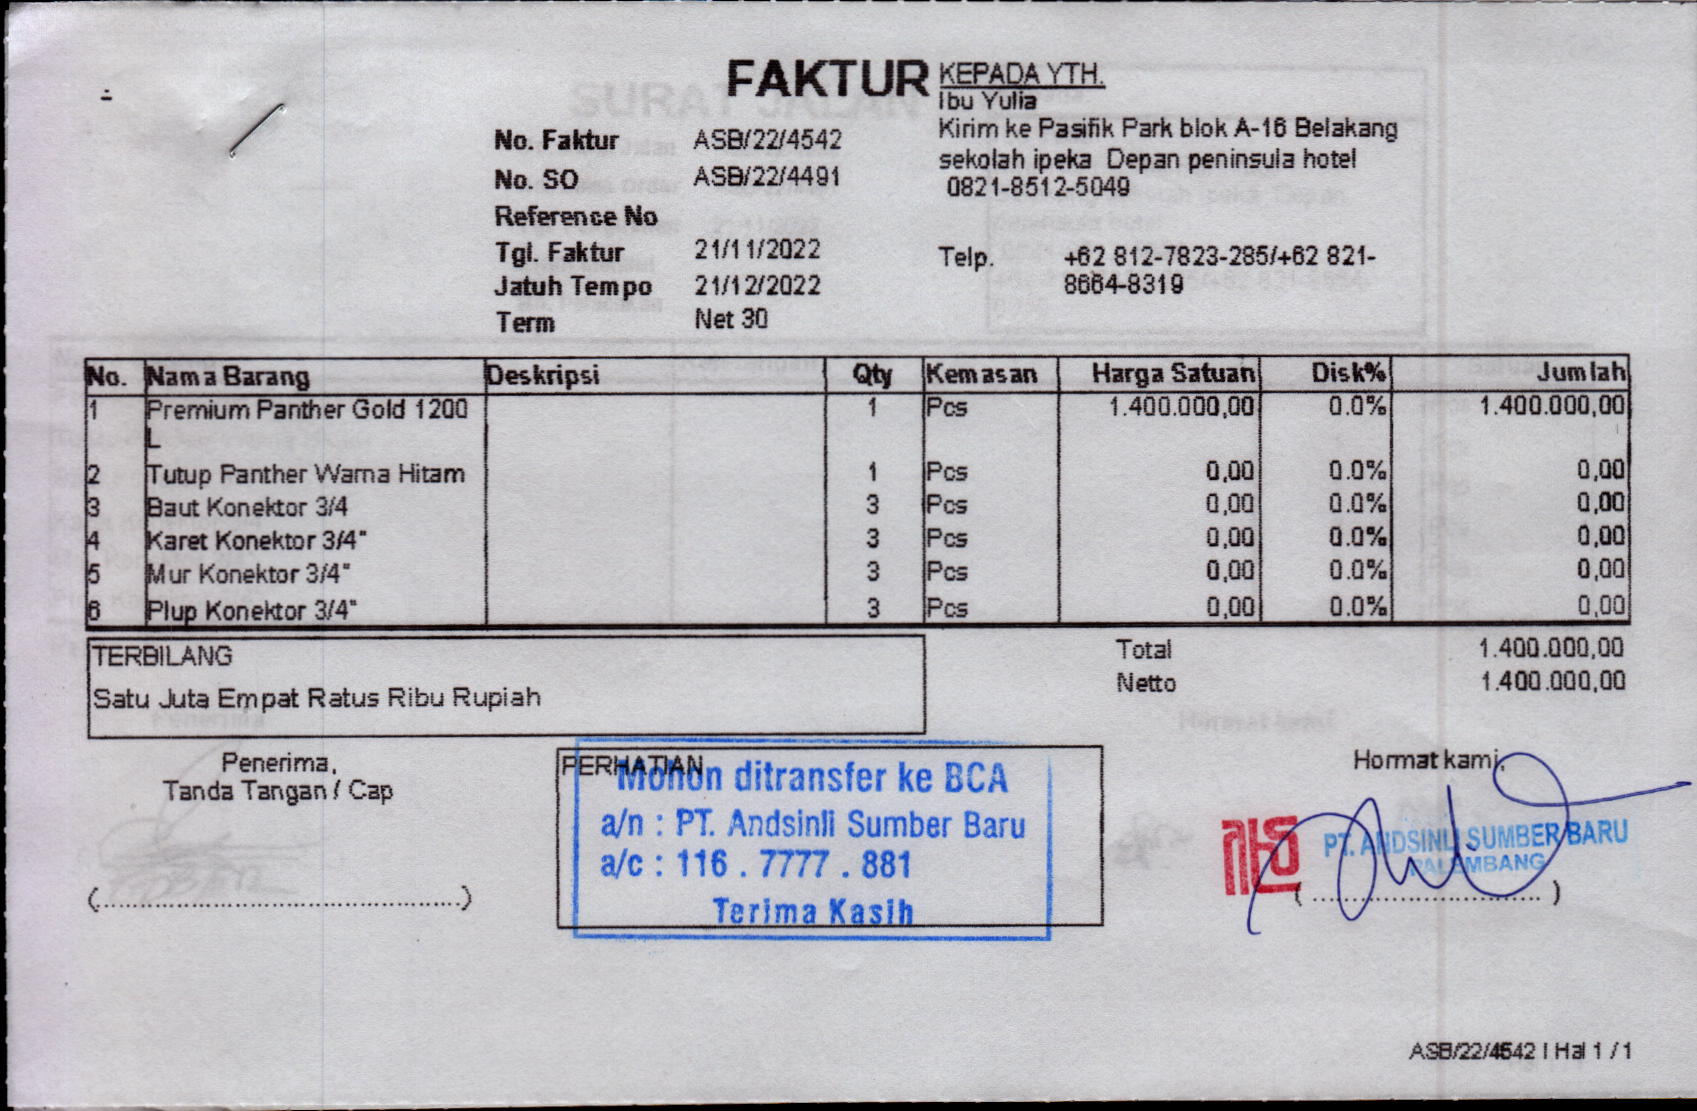 FAKTUR
KEPADA YTH.
Ibu Yulia
Kirim ke Pasifik Park blok A-16 Belakang
sekolah ipeka Depan peninsula hotel
0821-8512-5049
Telp. +62 812-7823-285/+62 821-
8664-8319
No. Faktur ASB/22/4542
No. SO ASB/22/4491
Reference No
Tgl. Faktur 21/11/2022
Jatuh Tempo 21/12/2022
Term Net 30
No. Nama Barang Deskripsi Qty Kemasan Harga Satuan Disk% Jumlah
1 Premium Panther Gold 1200 1 Pcs 1.400.000,00 0.0% 1.400.000,00
L
2 Tutup Panther Warna Hitam 1 Pcs 0,00 0.0% 0,00
3 Baut Konektor 3/4 3 Pcs 0,00 0.0% 0,00
4 Karet Konektor 3/4" 3 Pcs 0,00 0.0% 0,00
5 Mur Konektor 3/4" 3 Pcs 0,00 0.0% 0,00
6 Plup Konektor 3/4" 3 Pcs 0,00 0.0% 0,00
TERBILANG
Satu Juta Empat Ratus Ribu Rupiah
Total 1.400.000,00
Netto 1.400.000,00
Penerima,
Tanda Tangan / Cap
(..................................................)
PERHATIAN
Mohon ditransfer ke BCA
a/n : PT. Andsinli Sumber Baru
a/c : 116 . 7777 . 881
Terima Kasih
Hormat kami,
PT. ANDSINLI SUMBER BARU
PALEMBANG
( ............................... )
ASB/22/4542 | Hal 1 / 1